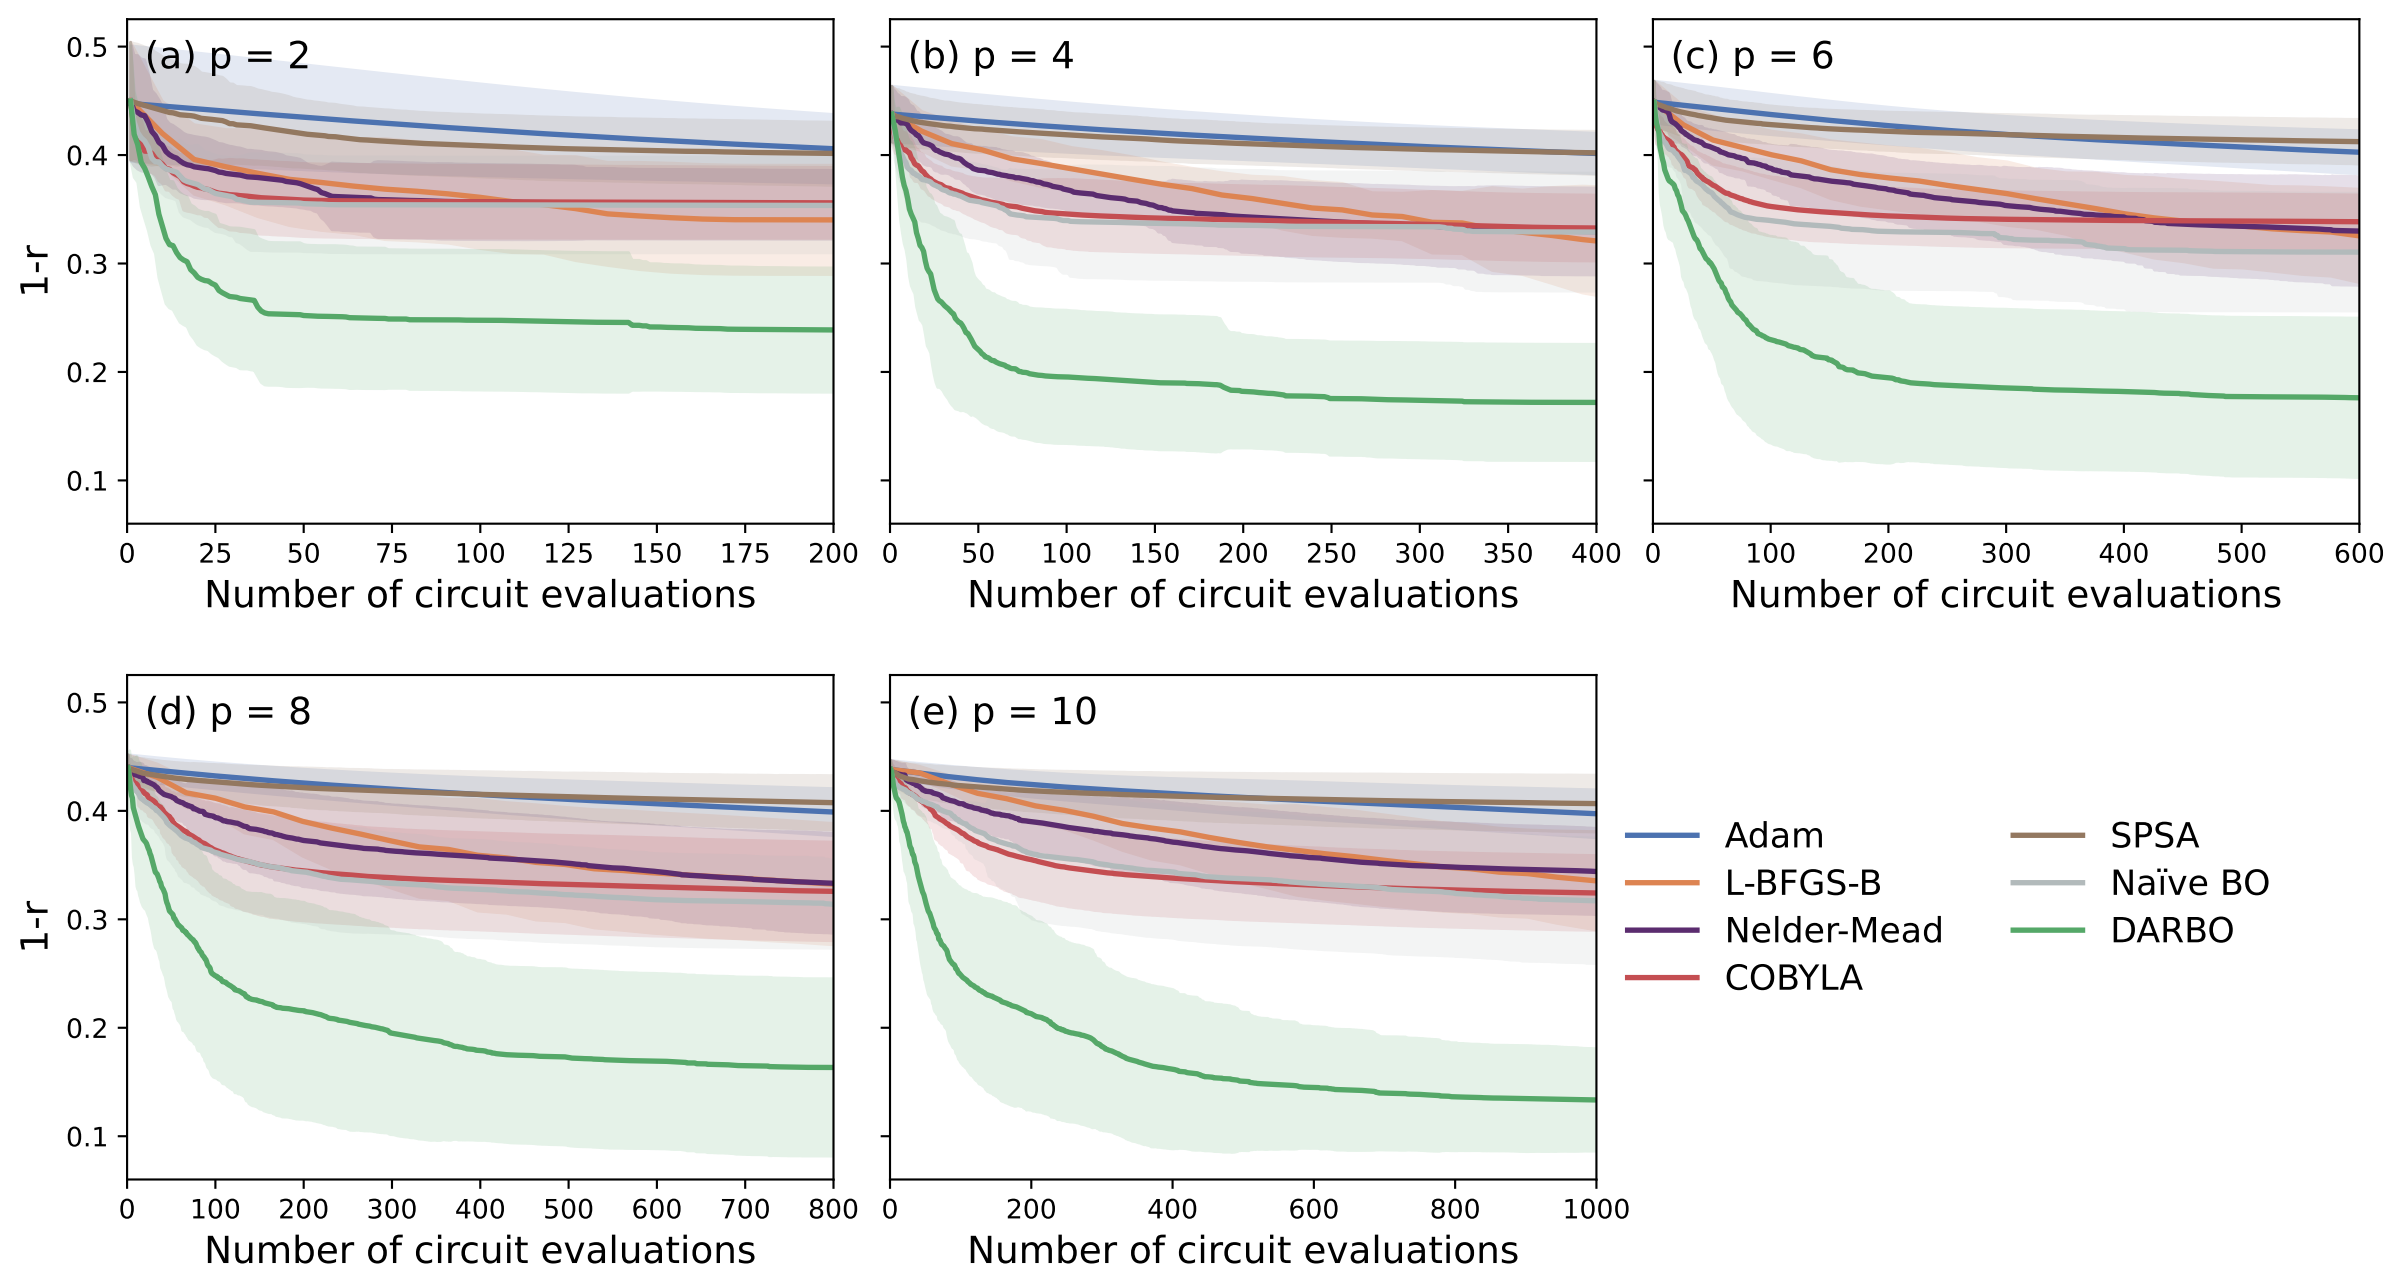 (a) p = 2
(b) p = 4
(c) p = 6
0.5
0.4
0.3
0.2
0.1
1-r
0 25 50 75 100 125 150 175 200
0 50 100 150 200 250 300 350 400
0 100 200 300 400 500 600
Number of circuit evaluations
Number of circuit evaluations
Number of circuit evaluations
(d) p = 8
(e) p = 10
0.5
0.4
0.3
0.2
0.1
1-r
0 100 200 300 400 500 600 700 800
0 200 400 600 800 1000
Number of circuit evaluations
Number of circuit evaluations
Adam
L-BFGS-B
Nelder-Mead
COBYLA
SPSA
Naïve BO
DARBO